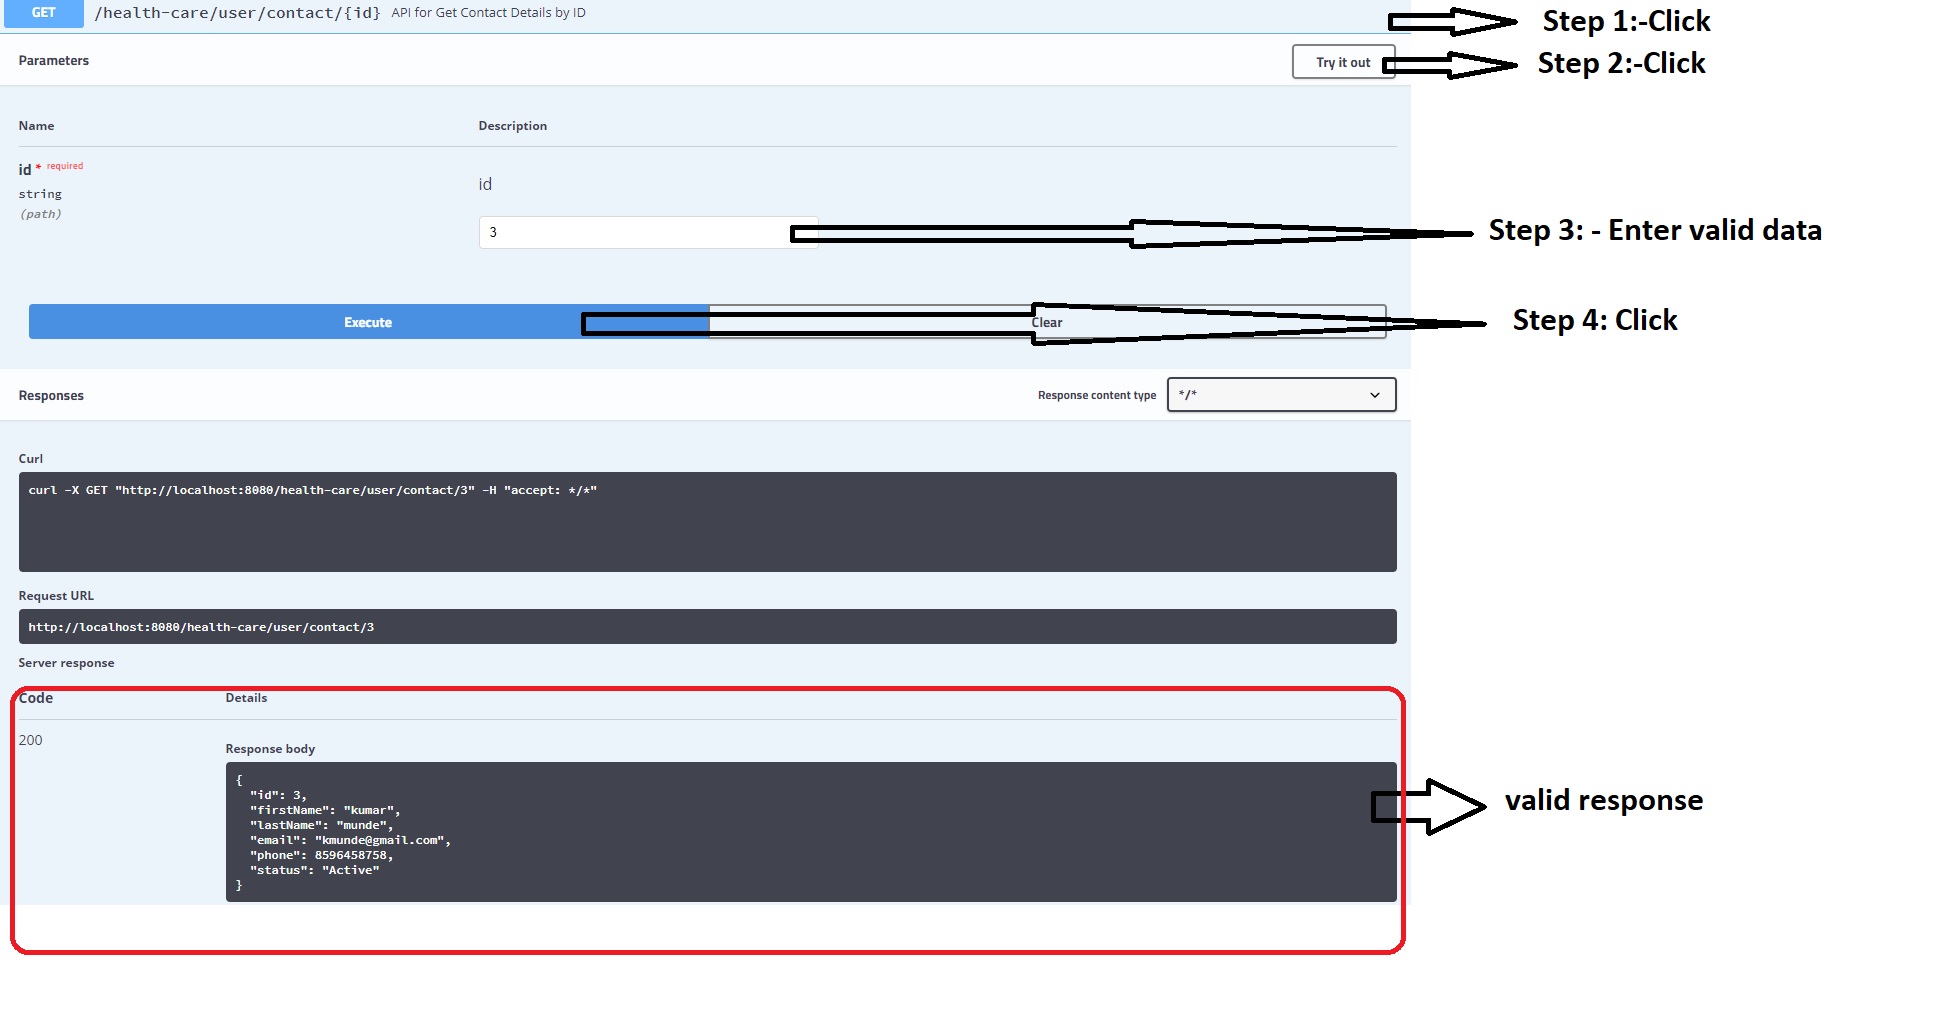 GET /health-care/user/contact/{id} API for Get Contact Details by ID
Step 1:-Click
Parameters
Try it out
Step 2:-Click
Name Description
id * required
string
(path)
id
3
Step 3: - Enter valid data
Execute
Clear
Step 4: Click
Responses
Response content type */*
Curl
curl -X GET "http://localhost:8080/health-care/user/contact/3" -H "accept: */*"
Request URL
http://localhost:8080/health-care/user/contact/3
Server response
Code Details
200
Response body
{
"id": 3,
"firstName": "kumar",
"lastName": "munde",
"email": "kmunde@gmail.com",
"phone": 8596458758,
"status": "Active"
}
valid response